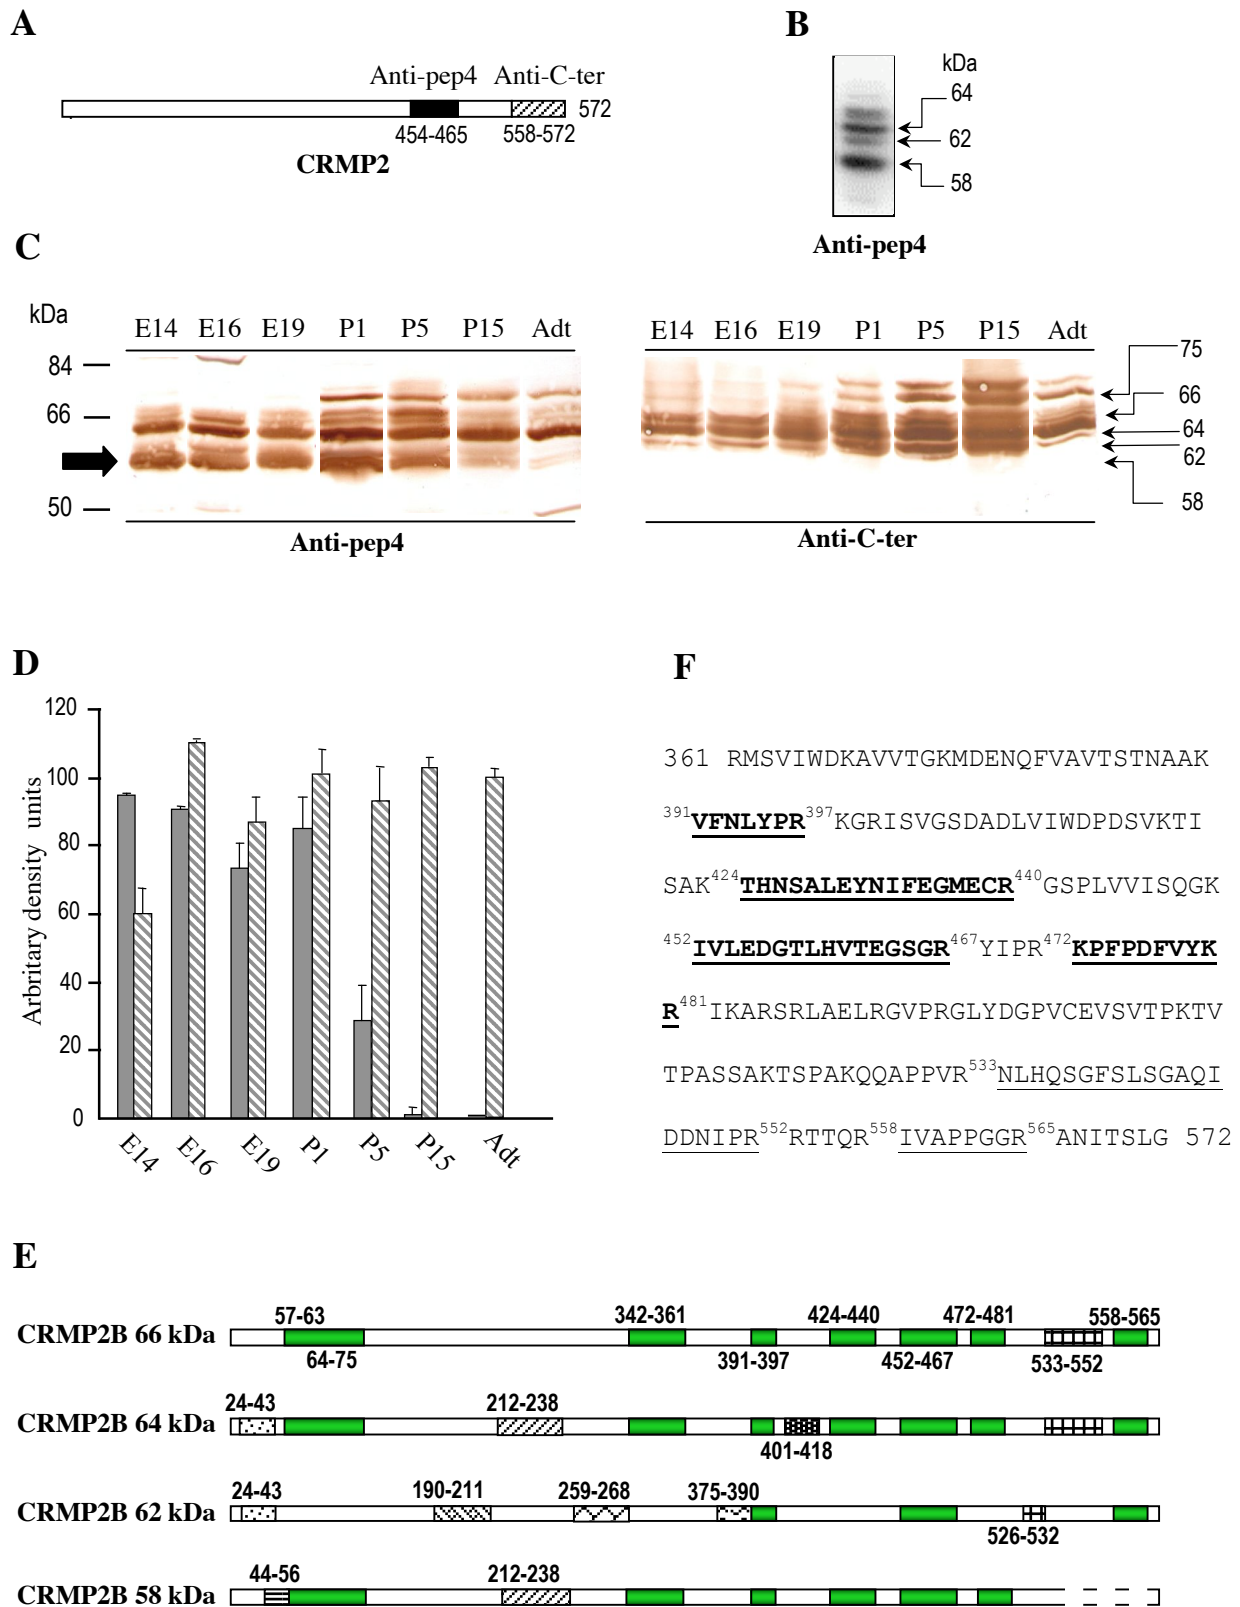 A
B
Anti-pep4 Anti-C-ter
572
454-465 558-572
CRMP2
kDa
64
62
58
Anti-pep4
C
kDa
E14 E16 E19 P1 P5 P15 Adt
84
66
50
Anti-pep4
E14 E16 E19 P1 P5 P15 Adt
75
66
64
62
58
Anti-C-ter
D
Arbritary density units
120
100
80
60
40
20
0
E14 E16 E19 P1 P5 P15 Adt
F
361 RMSVIWDKAVVTGKMDENQFVAVTSTNAAK
391VFNLYPR397KGRISVGSDADLVIWDPDSVKTI
SAK424THNSALEYNIFEGMECR440GSPLVVISQGK
452IVLEDGTLHVTEGSGR467YIPR472KPFPDFVYK
R481IKARSRLAELRGVPRGLYDGPVCEVSVTPKTV
TPASSAKTSPAKQQAPPVR533NLHQSGFSLSGAQI
DDNIPR552RTTQR558IVAPPGGR565ANITSLG 572
E
57-63 342-361 424-440 472-481 558-565
CRMP2B 66 kDa
64-75 391-397 452-467 533-552
24-43 212-238
CRMP2B 64 kDa
401-418
24-43 190-211 259-268 375-390
CRMP2B 62 kDa
526-532
44-56 212-238
CRMP2B 58 kDa